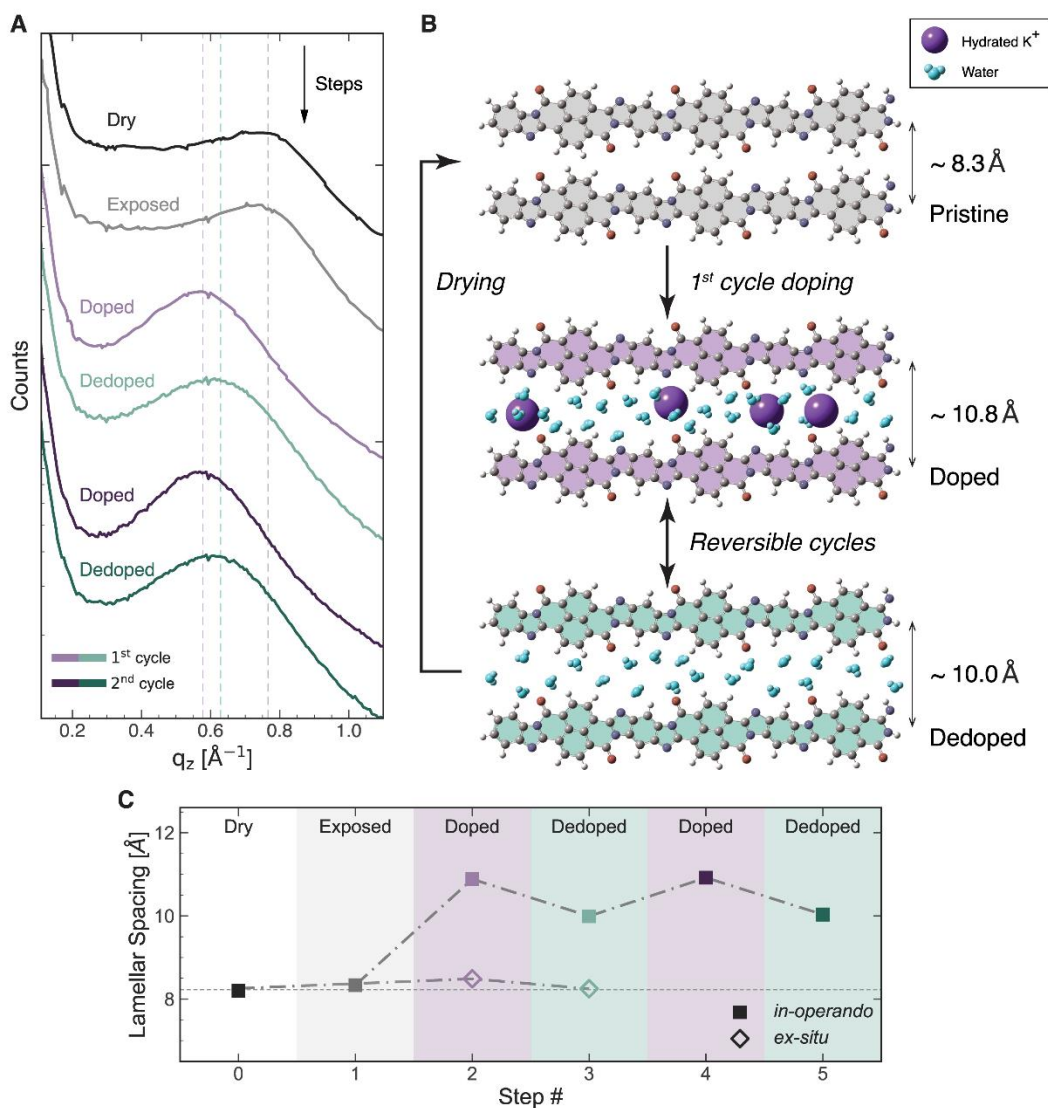 A
Steps
Dry
Exposed
Doped
Dedoped
Doped
Dedoped
1st cycle
2nd cycle
Counts
0.2 0.4 0.6 0.8 1.0
qz [Å⁻¹]
B
Hydrated K⁺
Water
~ 8.3 Å
Pristine
Drying
1st cycle doping
~ 10.8 Å
Doped
Reversible cycles
~ 10.0 Å
Dedoped
C
Dry Exposed Doped Dedoped Doped Dedoped
Lamellar Spacing [Å]
12
10
8
in-operando
ex-situ
0 1 2 3 4 5
Step #